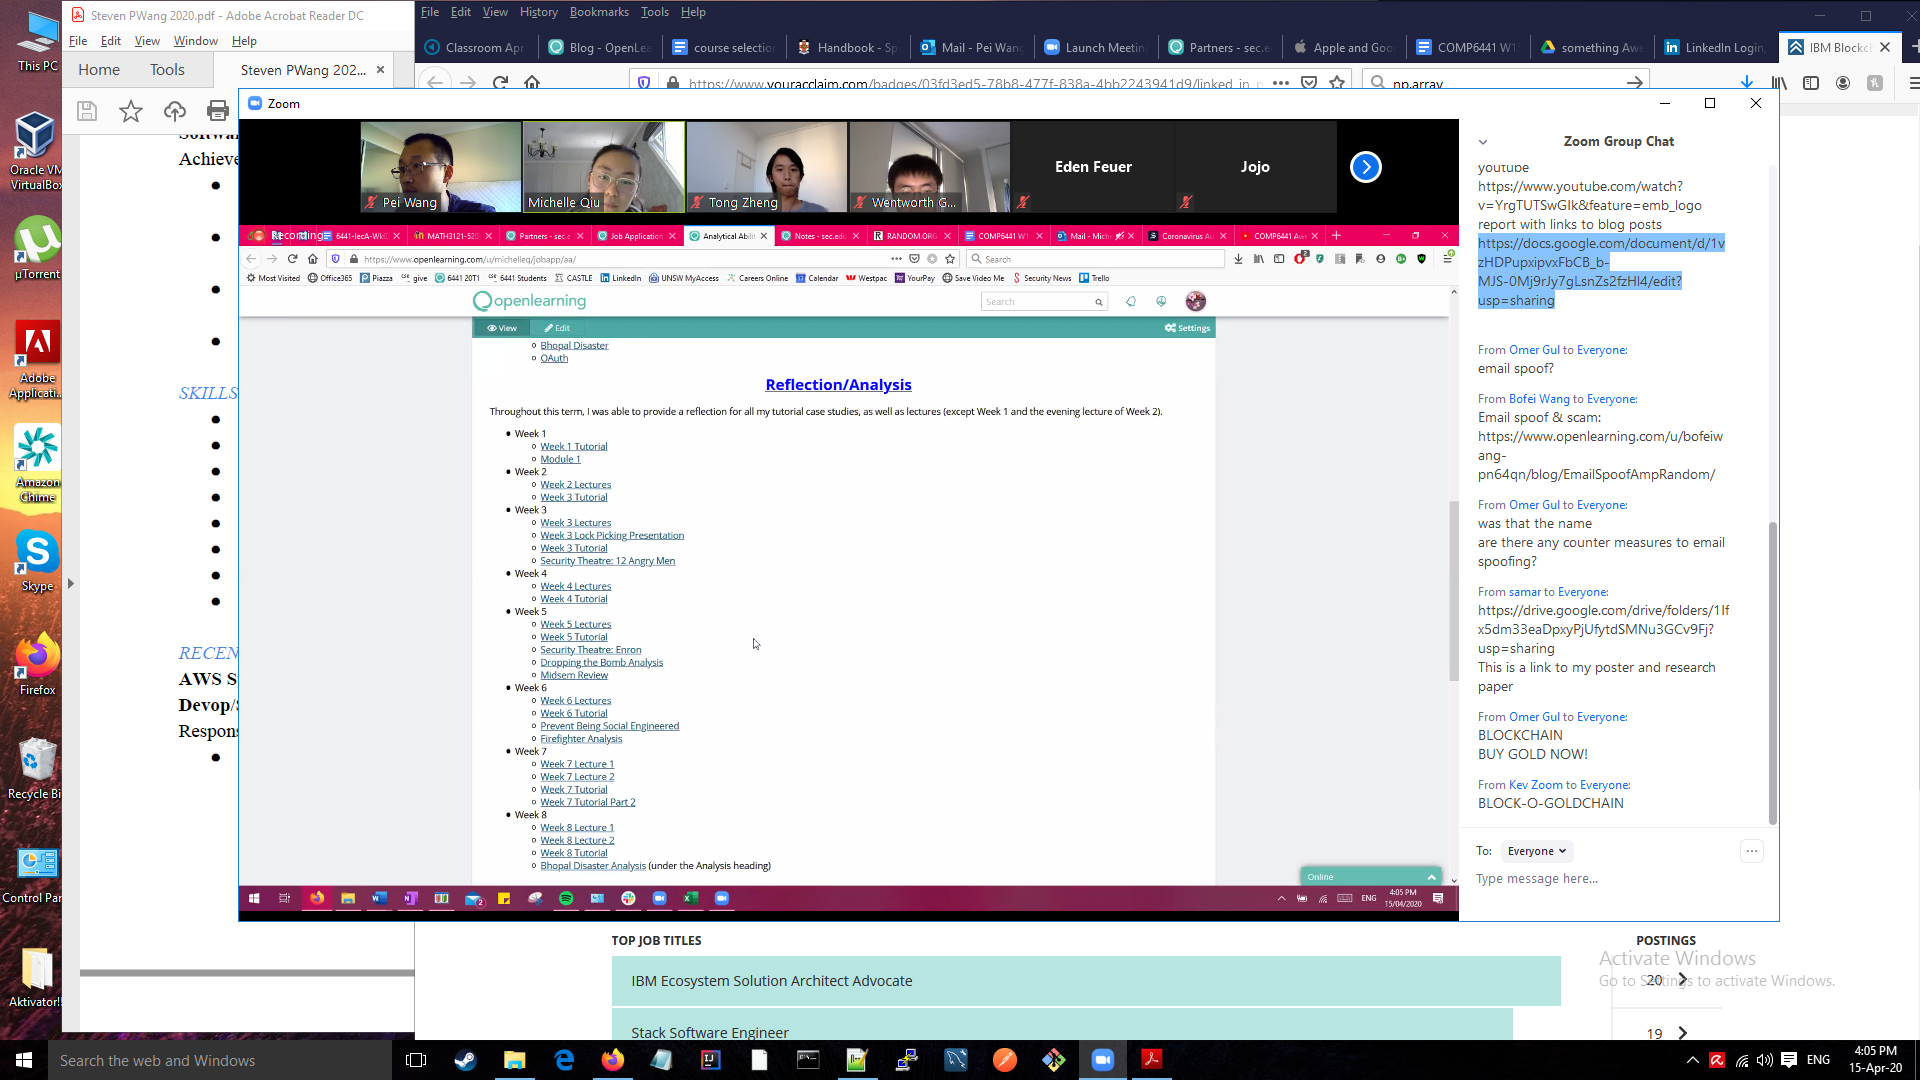 This PC
Oracle VM
VirtualBox
µTorrent
Adobe
Applicati...
Amazon
Chime
Skype
Firefox
Recycle Bi
Control Par
Aktivator!!
Steven PWang 2020.pdf - Adobe Acrobat Reader DC
File Edit View Window Help
Home Tools Steven PWang 202...
Achieve
SKILLS
RECEN
AWS S
Devop/S
Respons
File Edit View History Bookmarks Tools Help
Classroom Apr
Blog - OpenLea
course selection
Handbook - Sp
Mail - Pei Wang
Launch Meetin
Partners - sec.e
Apple and Goo
COMP6441 W1
something Awe
LinkedIn Login,
IBM Blockch
https://www.youracclaim.com/badges/03fd3ed5-78b8-477f-838a-4bb2243941d9/linked_in_p
np.array
Zoom
Pei Wang
Michelle Qiu
Tong Zheng
Wentworth G...
Eden Feuer
Jojo
Recording
6441-lecA-Wk0
MATH3121-520
Partners - sec.e
Job Application
Analytical Abili
Notes - sec.edu
RANDOM.ORG
COMP6441 W1
Mail - Mich
Coronavirus Au
COMP6441 Awe
https://www.openlearning.com/u/michelleq/jobapp/aa/
Search
Most Visited Office365 Piazza give 6441 20T1 Student Outlines CASTLE LinkedIn UNSW MyAccess Careers Online Calendar Westpac YourPay Save Video Me Security News Trello
openlearning
Search
View Edit
Settings
Bhopal Disaster
OAuth
Reflection/Analysis
Throughout this term, I was able to provide a reflection for all my tutorial case studies, as well as lectures (except Week 1 and the evening lecture of Week 2).
Week 1
Week 1 Tutorial
Module 1
Week 2
Week 2 Lectures
Week 3 Tutorial
Week 3
Week 3 Lectures
Week 3 Lock Picking Presentation
Week 3 Tutorial
Security Theatre: 12 Angry Men
Week 4
Week 4 Lectures
Week 4 Tutorial
Week 5
Week 5 Lectures
Week 5 Tutorial
Security Theatre: Enron
Dropping the Bomb Analysis
Midsem Review
Week 6
Week 6 Lectures
Week 6 Tutorial
Prevent Being Social Engineered
Firefighter Analysis
Week 7
Week 7 Lecture 1
Week 7 Lecture 2
Week 7 Tutorial
Week 7 Tutorial Part 2
Week 8
Week 8 Lecture 1
Week 8 Lecture 2
Week 8 Tutorial
Bhopal Disaster Analysis (under the Analysis heading)
Online
ENG
4:05 PM
15/04/2020
Zoom Group Chat
youtube
https://www.youtube.com/watch?
v=YrgTUTSwGIk&feature=emb_logo
report with links to blog posts
https://docs.google.com/document/d/1v
zHDPupxipvxFbCB_b-
MJS-0Mj9rJy7gLsnZs2fzHl4/edit?
usp=sharing
From Omer Gul to Everyone:
email spoof?
From Bofei Wang to Everyone:
Email spoof & scam:
https://www.openlearning.com/u/bofeiw
ang-
pn64qn/blog/EmailSpoofAmpRandom/
From Omer Gul to Everyone:
was that the name
are there any counter measures to email
spoofing?
From samar to Everyone:
https://drive.google.com/drive/folders/1If
x5dm33eaDpxyPjUfytdSMNu3GCv9Fj?
usp=sharing
This is a link to my poster and research
paper
From Omer Gul to Everyone:
BLOCKCHAIN
BUY GOLD NOW!
From Kev Zoom to Everyone:
BLOCK-O-GOLDCHAIN
To: Everyone
Type message here...
TOP JOB TITLES
POSTINGS
IBM Ecosystem Solution Architect Advocate
20
Stack Software Engineer
19
Activate Windows
Go to Settings to activate Windows.
Search the web and Windows
ENG
4:05 PM
15-Apr-20